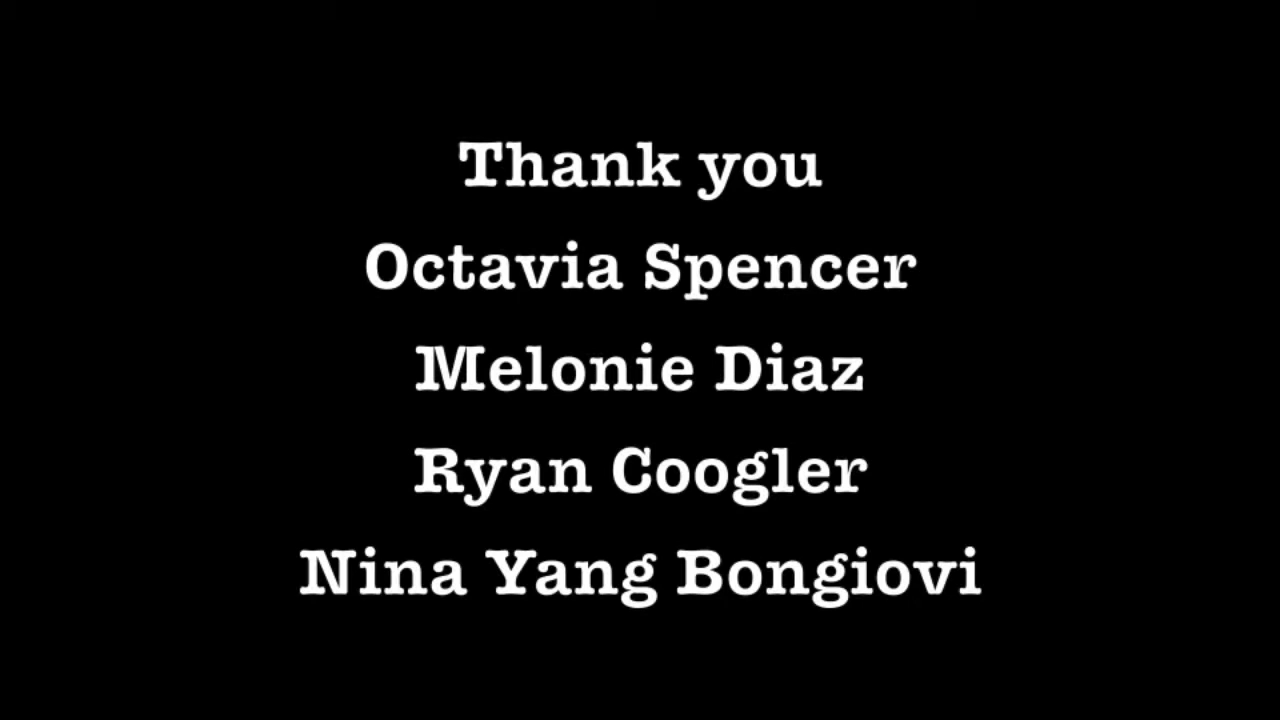 Thank you
Octavia Spencer
Melonie Diaz
Ryan Coogler
Nina Yang Bongiovi